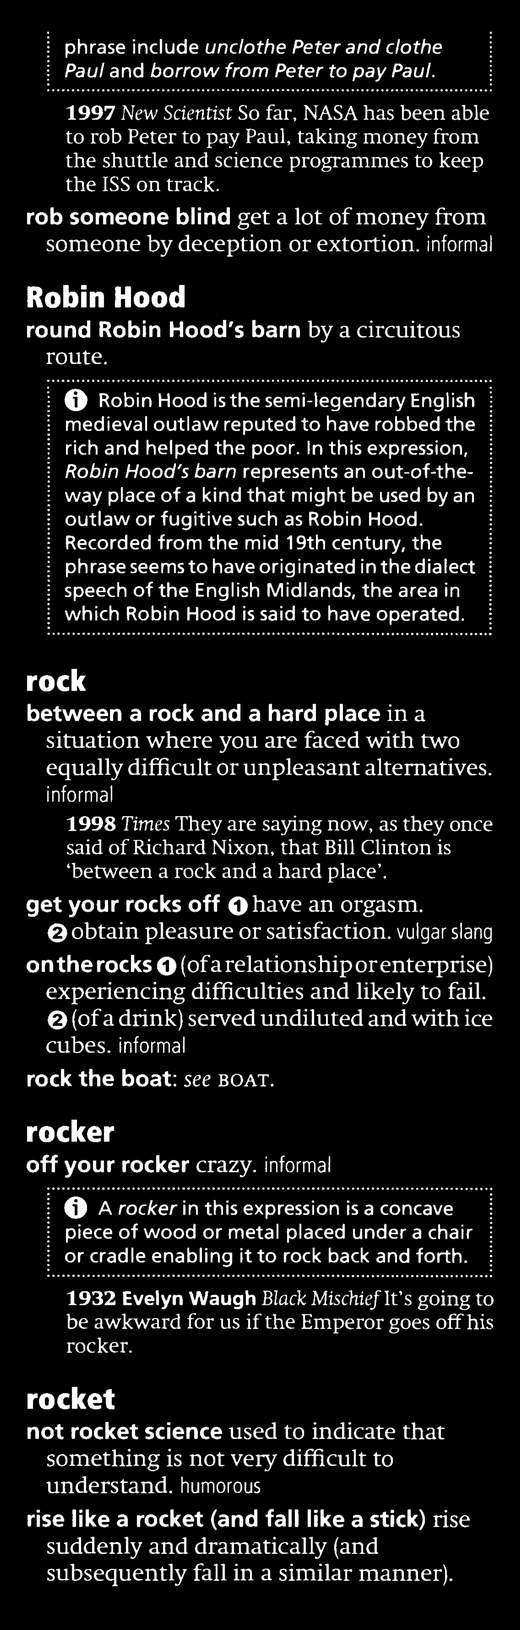 phrase include unclothe Peter and clothe
Paul and borrow from Peter to pay Paul.
1997 New Scientist So far, NASA has been able
to rob Peter to pay Paul, taking money from
the shuttle and science programmes to keep
the ISS on track.
rob someone blind get a lot of money from
someone by deception or extortion. informal
Robin Hood
round Robin Hood's barn by a circuitous
route.
i Robin Hood is the semi-legendary English
medieval outlaw reputed to have robbed the
rich and helped the poor. In this expression,
Robin Hood's barn represents an out-of-the-
way place of a kind that might be used by an
outlaw or fugitive such as Robin Hood.
Recorded from the mid 19th century, the
phrase seems to have originated in the dialect
speech of the English Midlands, the area in
which Robin Hood is said to have operated.
rock
between a rock and a hard place in a
situation where you are faced with two
equally difficult or unpleasant alternatives.
informal
1998 Times They are saying now, as they once
said of Richard Nixon, that Bill Clinton is
'between a rock and a hard place'.
get your rocks off ❶ have an orgasm.
❷ obtain pleasure or satisfaction. vulgar slang
on the rocks ❶ (of a relationship or enterprise)
experiencing difficulties and likely to fail.
❷ (of a drink) served undiluted and with ice
cubes. informal
rock the boat: see BOAT.
rocker
off your rocker crazy. informal
i A rocker in this expression is a concave
piece of wood or metal placed under a chair
or cradle enabling it to rock back and forth.
1932 Evelyn Waugh Black Mischief It's going to
be awkward for us if the Emperor goes off his
rocker.
rocket
not rocket science used to indicate that
something is not very difficult to
understand. humorous
rise like a rocket (and fall like a stick) rise
suddenly and dramatically (and
subsequently fall in a similar manner).